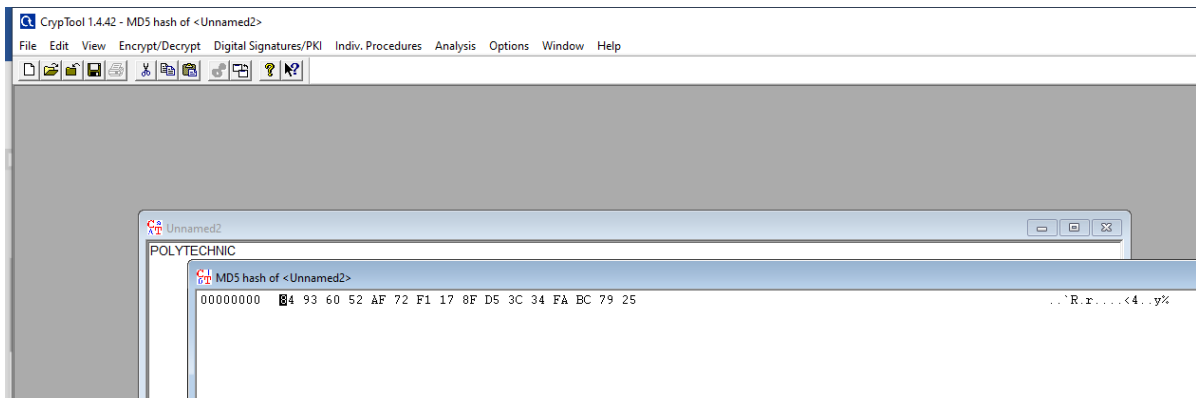 CrypTool 1.4.42 - MD5 hash of <Unnamed2>
File Edit View Encrypt/Decrypt Digital Signatures/PKI Indiv. Procedures Analysis Options Window Help
Unnamed2
POLYTECHNIC
MD5 hash of <Unnamed2>
00000000 84 93 60 52 AF 72 F1 17 8F D5 3C 34 FA BC 79 25 ..`R.r....<4..y%